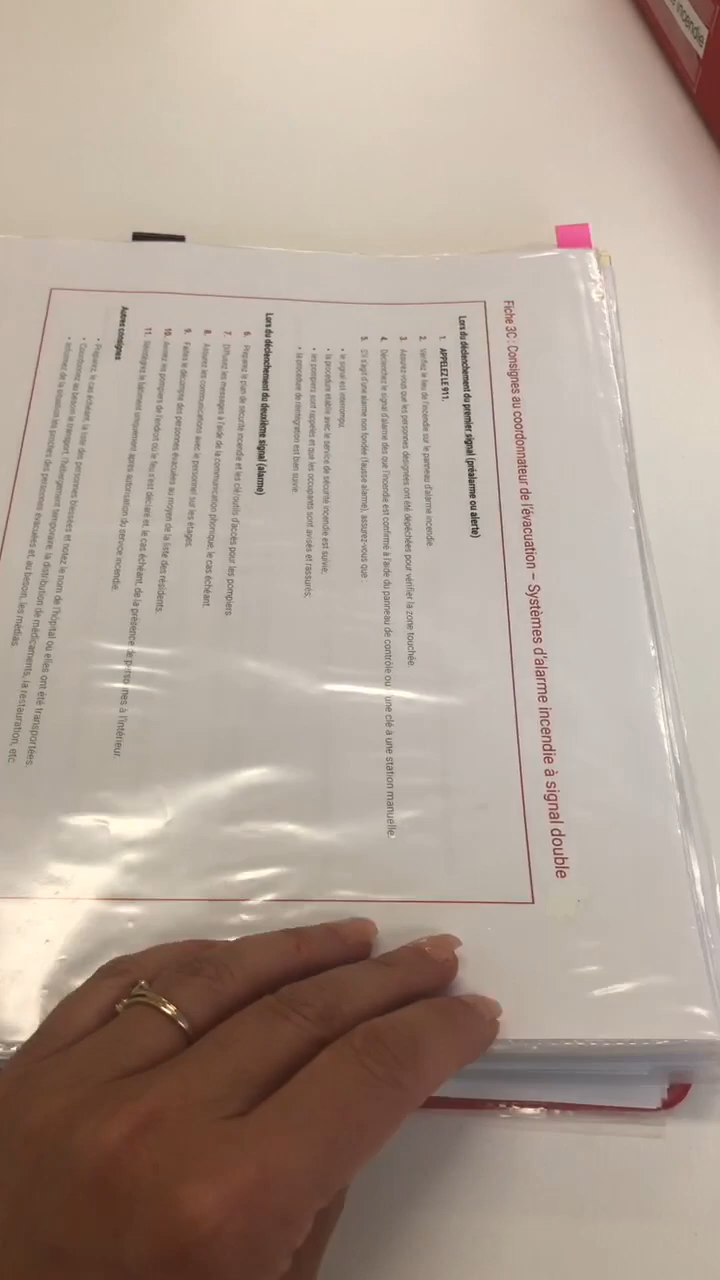 incendie
Fiche 3C : Consignes au coordonnateur de l'évacuation – Systèmes d'alarme incendie à signal double
Lors du déclenchement du premier signal (préalarme ou alerte)
1. APPELEZ LE 911.
2. Vérifiez le lieu de l'incendie sur le panneau d'alarme incendie.
3. Assurez-vous que les personnes désignées ont été dépêchées pour vérifier la zone touchée.
4. Déclenchez le signal d'alarme dès que l'incendie est confirmé à l'aide du panneau de contrôle ou une clé à une station manuelle.
5. S'il s'agit d'une alarme non fondée (fausse alarme), assurez-vous que :
• le signal est interrompu;
• la procédure établie avec le service de sécurité incendie est suivie;
• les pompiers sont rappelés et que les occupants sont avisés et rassurés;
• la procédure de réintégration est bien suivie.
Lors du déclenchement du deuxième signal (alarme)
6. Préparez le plan de sécurité incendie et les clé/outils d'accès pour les pompiers.
7. Diffusez les messages à l'aide de la communication phonique, le cas échéant.
8. Assurez les communications avec le personnel sur les étages.
9. Faites le décompte des personnes évacuées au moyen de la liste des résidents.
10. Avisez les pompiers de l'endroit où le feu s'est déclaré et, le cas échéant, de la présence de personnes à l'intérieur.
11. Réintégrez le bâtiment uniquement après autorisation du service incendie.
Autres consignes
• Préparez, le cas échéant, la liste des personnes blessées et notez le nom de l'hôpital où elles ont été transportées.
• Coordonnez au besoin le transport, l'hébergement temporaire, la distribution de médicaments, la restauration, etc.
• Informez de la situation les proches des personnes évacuées et, au besoin, les médias.